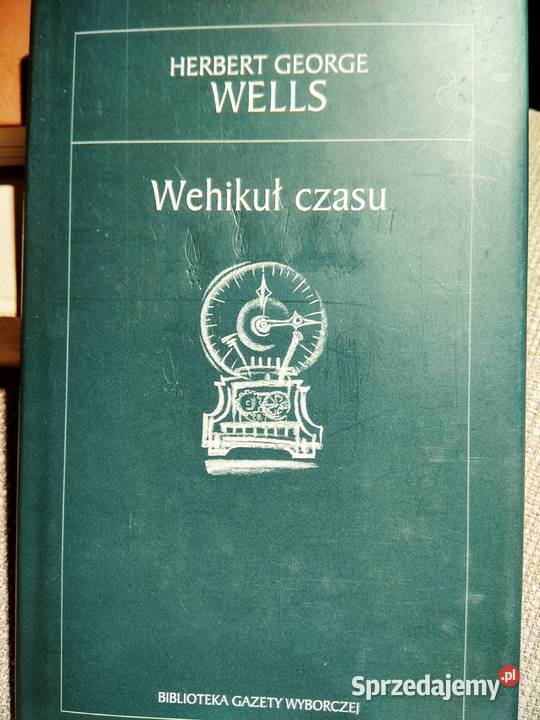 HERBERT GEORGE
WELLS
Wehikuł czasu
BIBLIOTEKA GAZETY WYBORCZEJ
Sprzedajemy.pl